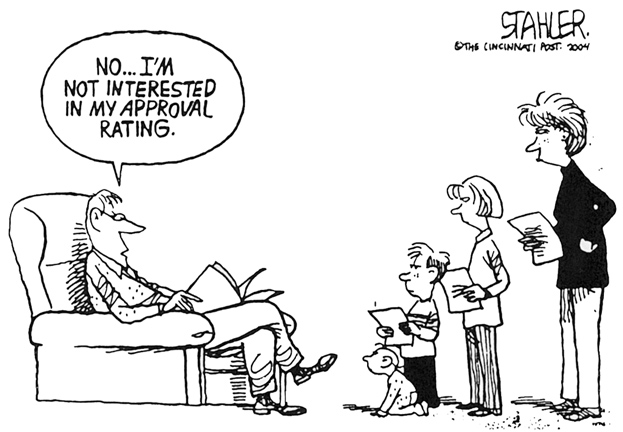 STAHLER.
©THE CINCINNATI POST. 2004
NO...I'M
NOT INTERESTED
IN MY APPROVAL
RATING.